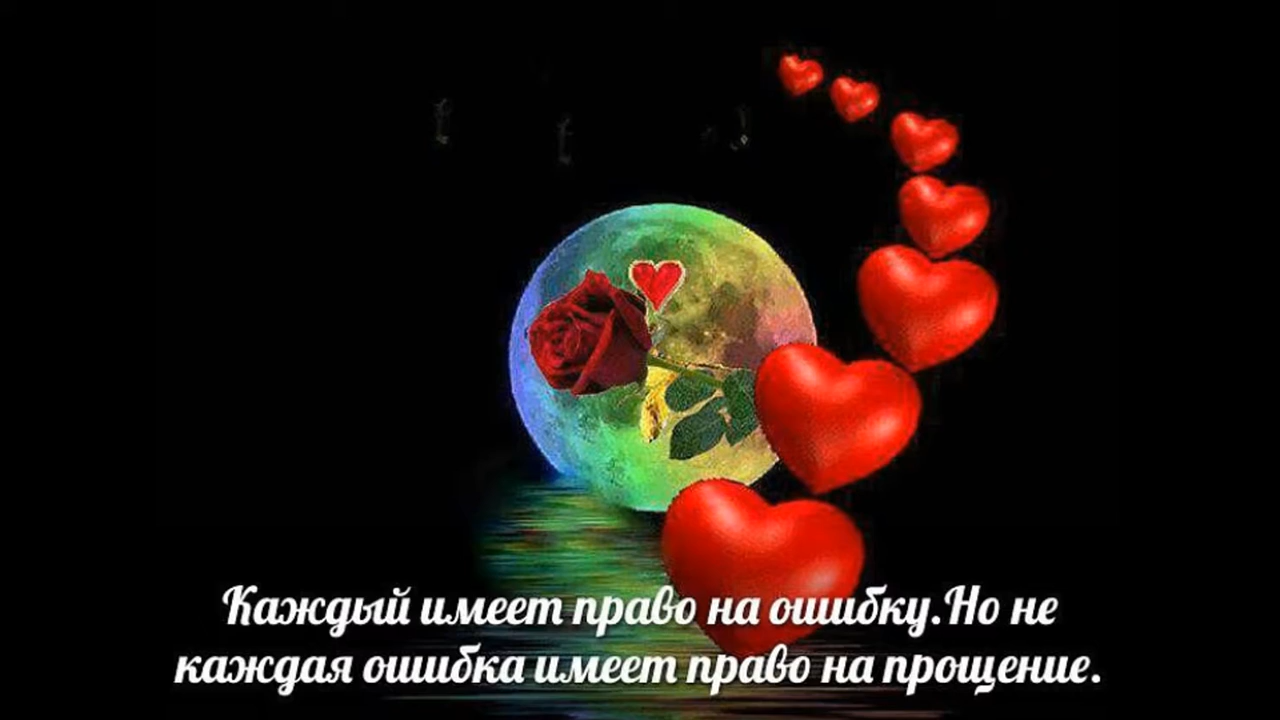 Каждый имеет право на ошибку.Но не
каждая ошибка имеет право на прощение.